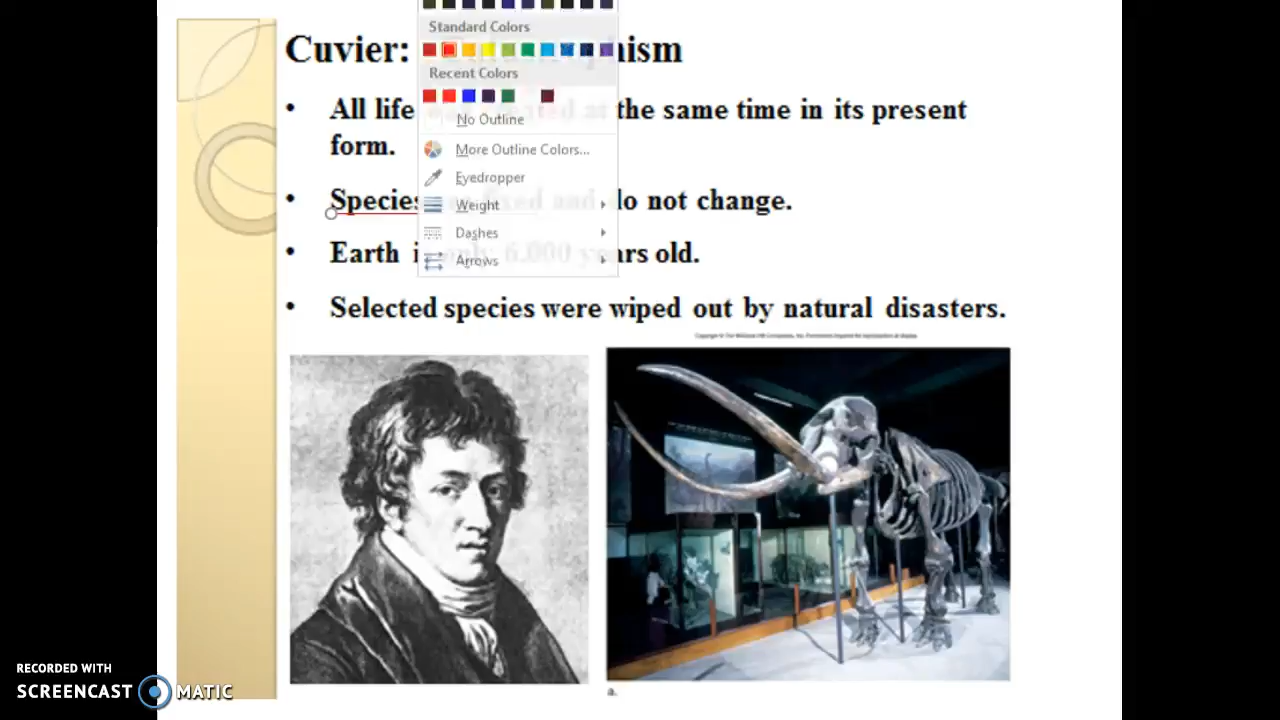 Standard Colors
Cuvier: Catastrophism
Recent Colors
• All life was created at the same time in its present
No Outline
form.
More Outline Colors...
Eyedropper
• Species are fixed and do not change.
Weight
Dashes
• Earth is only 6,000 years old.
Arrows
• Selected species were wiped out by natural disasters.
a.
RECORDED WITH
SCREENCAST MATIC